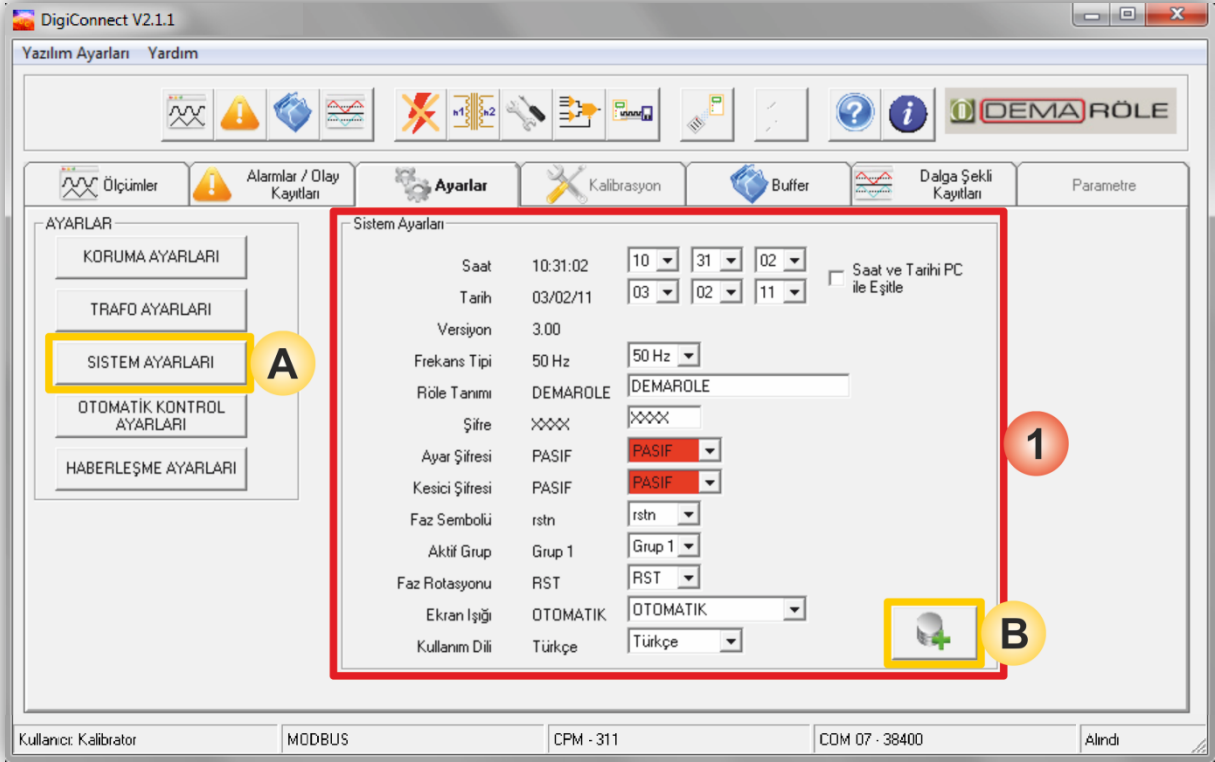 DigiConnect V2.1.1
Yazılım Ayarları Yardım
h1 h2
DEMA RÖLE
Ölçümler
Alarmlar / Olay
Kayıtları
Ayarlar
Kalibrasyon
Buffer
Dalga Şekli
Kayıtları
Parametre
AYARLAR
KORUMA AYARLARI
TRAFO AYARLARI
SISTEM AYARLARI
A
OTOMATİK KONTROL
AYARLARI
HABERLEŞME AYARLARI
Sistem Ayarları
Saat 10:31:02 10 31 02
Saat ve Tarihi PC
ile Eşitle
Tarih 03/02/11 03 02 11
Versiyon 3.00
Frekans Tipi 50 Hz 50 Hz
Röle Tanımı DEMAROLE DEMAROLE
Şifre XXXX XXXX
Ayar Şifresi PASIF PASIF
1
Kesici Şifresi PASIF PASIF
Faz Sembolü rstn rstn
Aktif Grup Grup 1 Grup 1
Faz Rotasyonu RST RST
Ekran Işığı OTOMATIK OTOMATIK
Kullanım Dili Türkçe Türkçe
B
Kullanıcı: Kalibrator MODBUS CPM - 311 COM 07 - 38400 Alındı